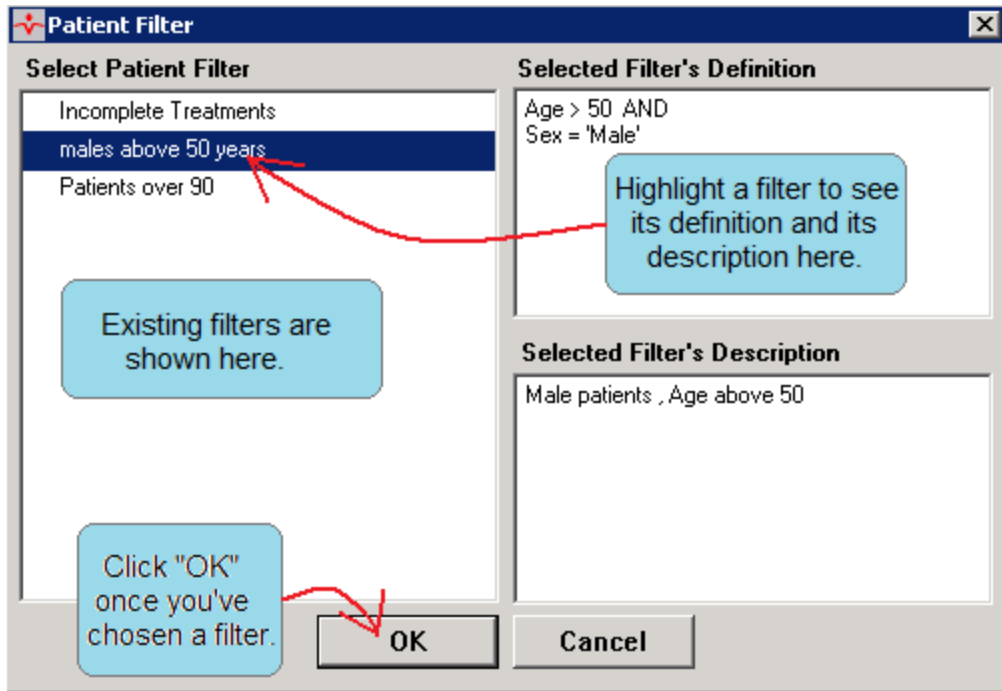 Patient Filter
Select Patient Filter
Incomplete Treatments
males above 50 years
Patients over 90
Existing filters are
shown here.
Click "OK"
once you've
chosen a filter.
Selected Filter's Definition
Age > 50 AND
Sex = 'Male'
Highlight a filter to see
its definition and its
description here.
Selected Filter's Description
Male patients , Age above 50
OK
Cancel